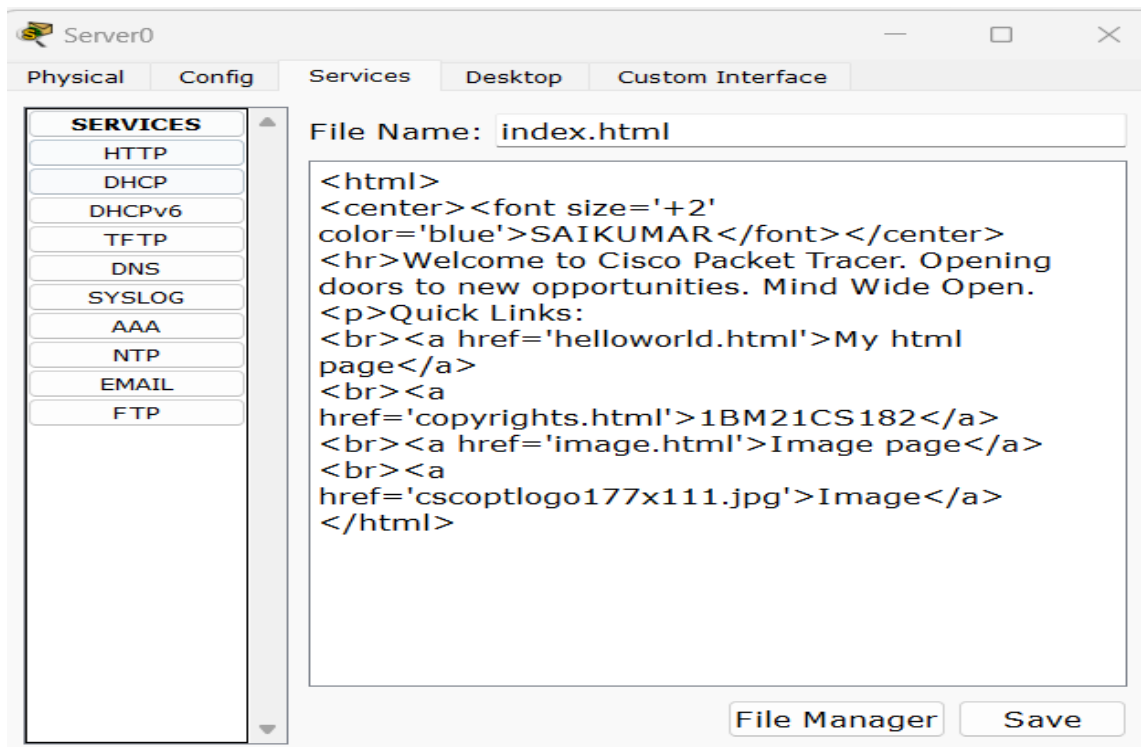 Server0
Physical
Config
Services
Desktop
Custom Interface
SERVICES
HTTP
DHCP
DHCPv6
TFTP
DNS
SYSLOG
AAA
NTP
EMAIL
FTP
File Name: index.html
<html>
<center><font size='+2'
color='blue'>SAIKUMAR</font></center>
<hr>Welcome to Cisco Packet Tracer. Opening
doors to new opportunities. Mind Wide Open.
<p>Quick Links:
<br><a href='helloworld.html'>My html
page</a>
<br><a
href='copyrights.html'>1BM21CS182</a>
<br><a href='image.html'>Image page</a>
<br><a
href='cscoptlogo177x111.jpg'>Image</a>
</html>
File Manager
Save